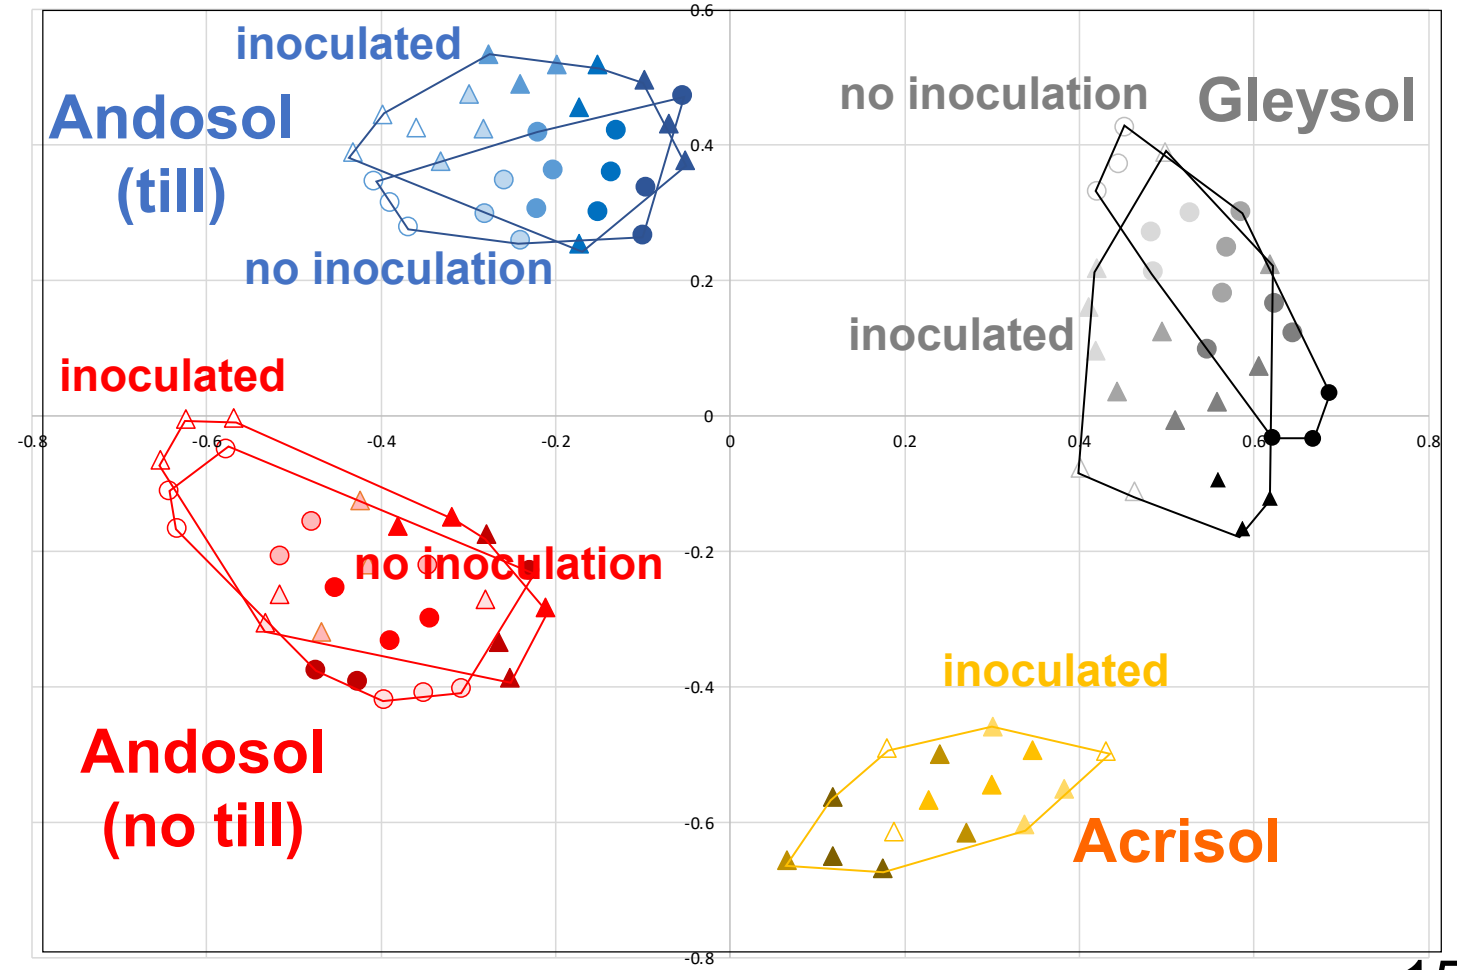 0.6
inoculated
no inoculation
Gleysol
Andosol
(till)
0.4
no inoculation
0.2
inoculated
inoculated
0
-0.8
-0.6
-0.4
-0.2
0
0.2
0.4
0.6
0.8
no inoculation
-0.2
inoculated
-0.4
Andosol
(no till)
-0.6
Acrisol
-0.8